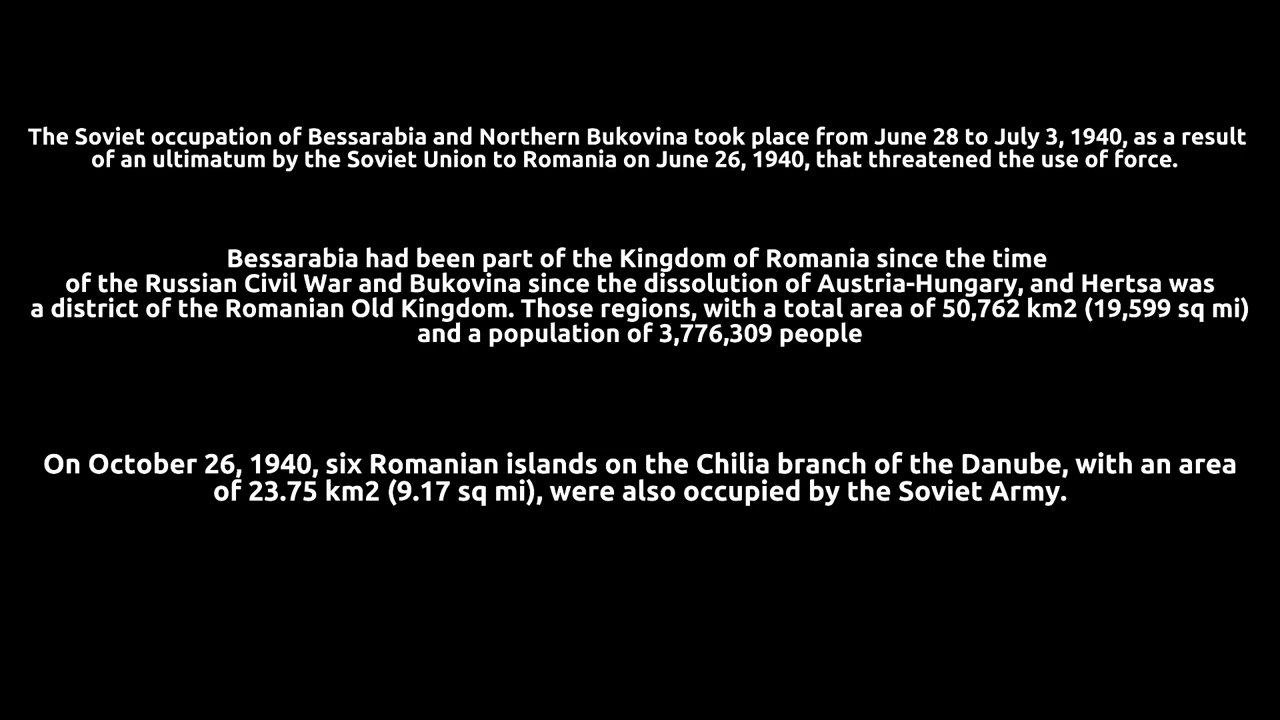 The Soviet occupation of Bessarabia and Northern Bukovina took place from June 28 to July 3, 1940, as a result
of an ultimatum by the Soviet Union to Romania on June 26, 1940, that threatened the use of force.
Bessarabia had been part of the Kingdom of Romania since the time
of the Russian Civil War and Bukovina since the dissolution of Austria-Hungary, and Hertsa was
a district of the Romanian Old Kingdom. Those regions, with a total area of 50,762 km2 (19,599 sq mi)
and a population of 3,776,309 people
On October 26, 1940, six Romanian islands on the Chilia branch of the Danube, with an area
of 23.75 km2 (9.17 sq mi), were also occupied by the Soviet Army.